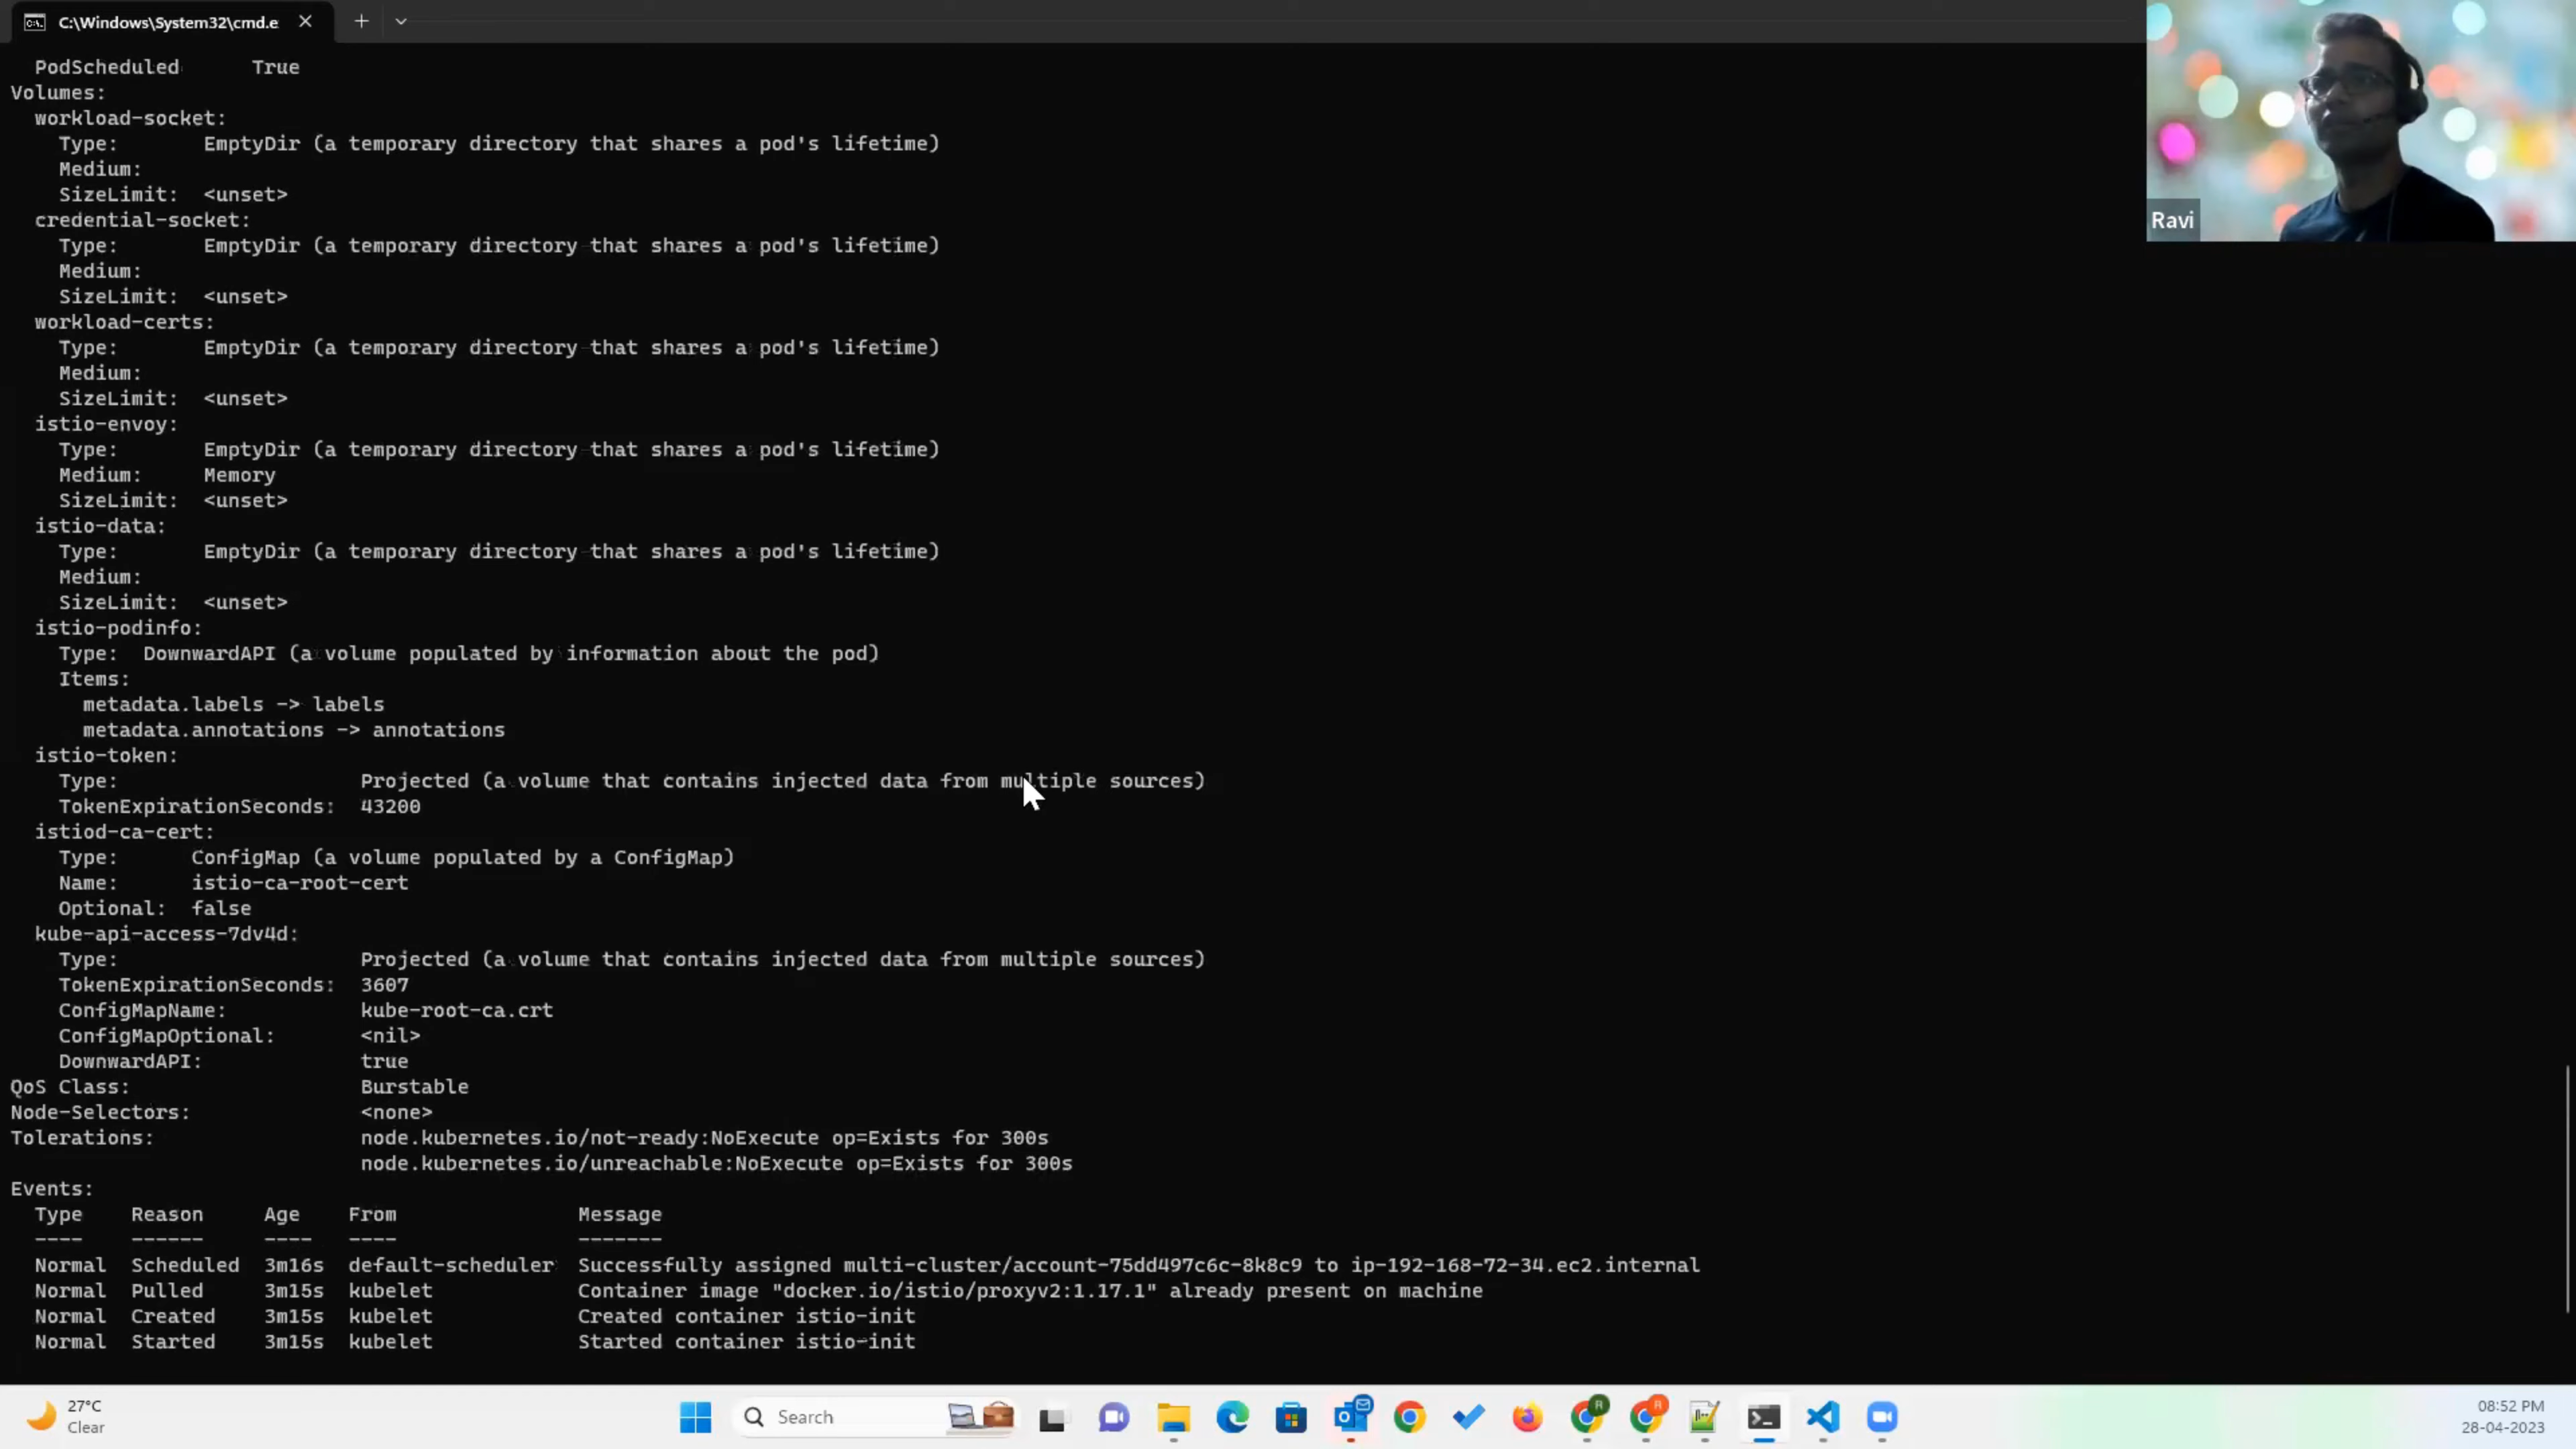 C:\Windows\System32\cmd.e
PodScheduled True
Volumes:
workload-socket:
Type: EmptyDir (a temporary directory that shares a pod's lifetime)
Medium:
SizeLimit: <unset>
credential-socket:
Type: EmptyDir (a temporary directory that shares a pod's lifetime)
Medium:
SizeLimit: <unset>
workload-certs:
Type: EmptyDir (a temporary directory that shares a pod's lifetime)
Medium:
SizeLimit: <unset>
istio-envoy:
Type: EmptyDir (a temporary directory that shares a pod's lifetime)
Medium: Memory
SizeLimit: <unset>
istio-data:
Type: EmptyDir (a temporary directory that shares a pod's lifetime)
Medium:
SizeLimit: <unset>
istio-podinfo:
Type: DownwardAPI (a volume populated by information about the pod)
Items:
metadata.labels -> labels
metadata.annotations -> annotations
istio-token:
Type: Projected (a volume that contains injected data from multiple sources)
TokenExpirationSeconds: 43200
istiod-ca-cert:
Type: ConfigMap (a volume populated by a ConfigMap)
Name: istio-ca-root-cert
Optional: false
kube-api-access-7dv4d:
Type: Projected (a volume that contains injected data from multiple sources)
TokenExpirationSeconds: 3607
ConfigMapName: kube-root-ca.crt
ConfigMapOptional: <nil>
DownwardAPI: true
QoS Class: Burstable
Node-Selectors: <none>
Tolerations: node.kubernetes.io/not-ready:NoExecute op=Exists for 300s
node.kubernetes.io/unreachable:NoExecute op=Exists for 300s
Events:
Type Reason Age From Message
---- ------ ---- ---- -------
Normal Scheduled 3m16s default-scheduler Successfully assigned multi-cluster/account-75dd497c6c-8k8c9 to ip-192-168-72-34.ec2.internal
Normal Pulled 3m15s kubelet Container image "docker.io/istio/proxyv2:1.17.1" already present on machine
Normal Created 3m15s kubelet Created container istio-init
Normal Started 3m15s kubelet Started container istio-init
Ravi
27°C
Clear
Search
08:52 PM
28-04-2023